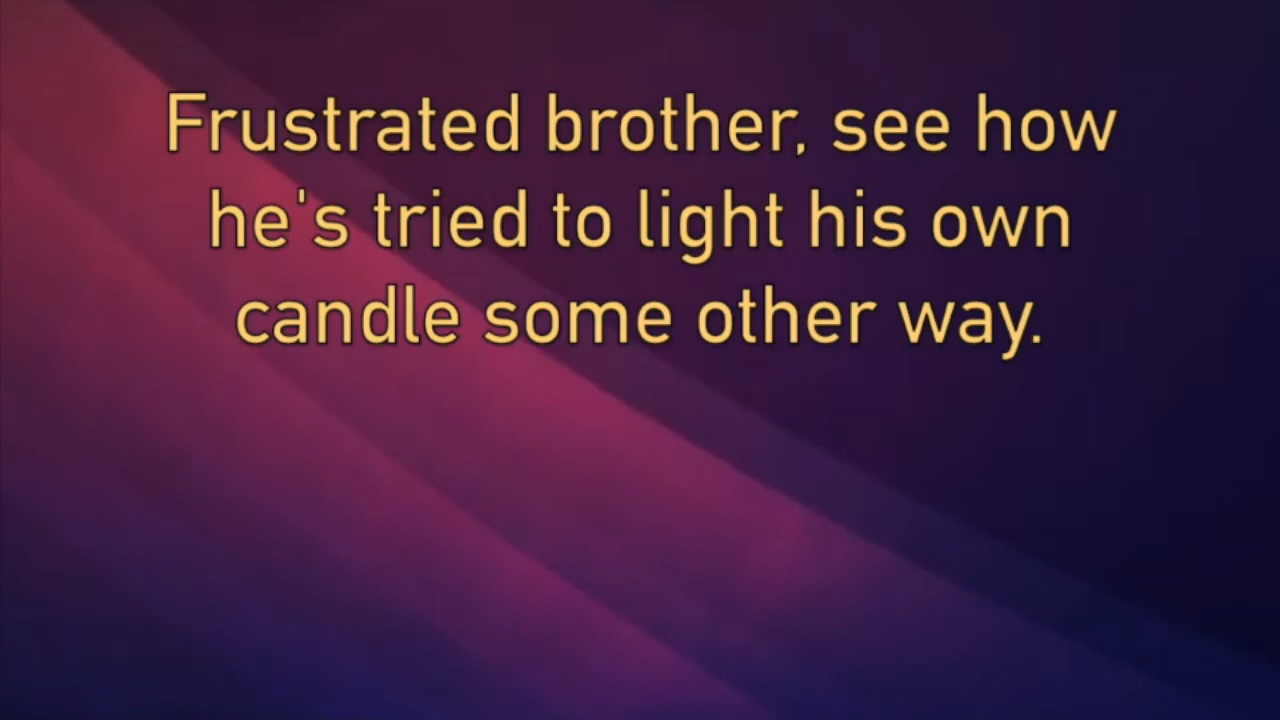 Frustrated brother, see how
he's tried to light his own
candle some other way.